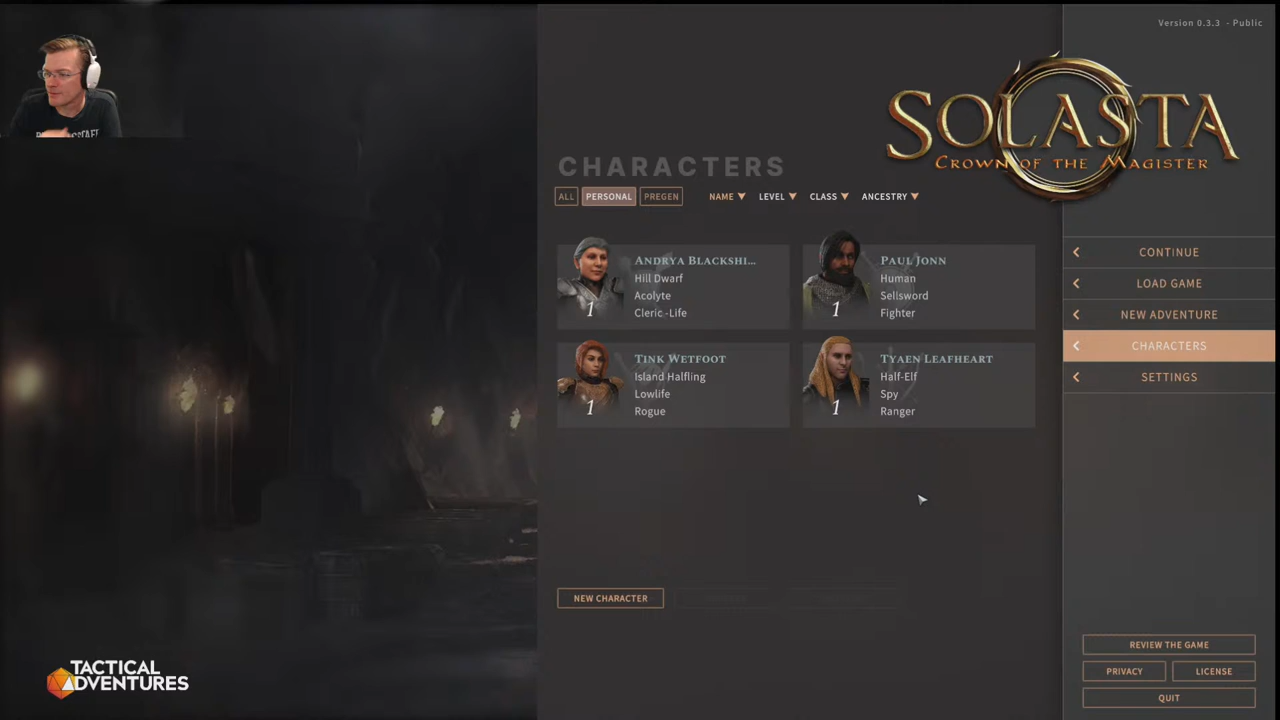 Version 0.3.3 - Public
SOLASTA
CROWN OF THE MAGISTER
CHARACTERS
ALL PERSONAL PREGEN NAME LEVEL CLASS ANCESTRY
ANDRYA BLACKSHI...
Hill Dwarf
Acolyte
Cleric -Life
1
PAUL JONN
Human
Sellsword
Fighter
1
TINK WETFOOT
Island Halfling
Lowlife
Rogue
1
TYAEN LEAFHEART
Half-Elf
Spy
Ranger
1
NEW CHARACTER
CONTINUE
LOAD GAME
NEW ADVENTURE
CHARACTERS
SETTINGS
REVIEW THE GAME
PRIVACY LICENSE
QUIT
TACTICAL
ADVENTURES